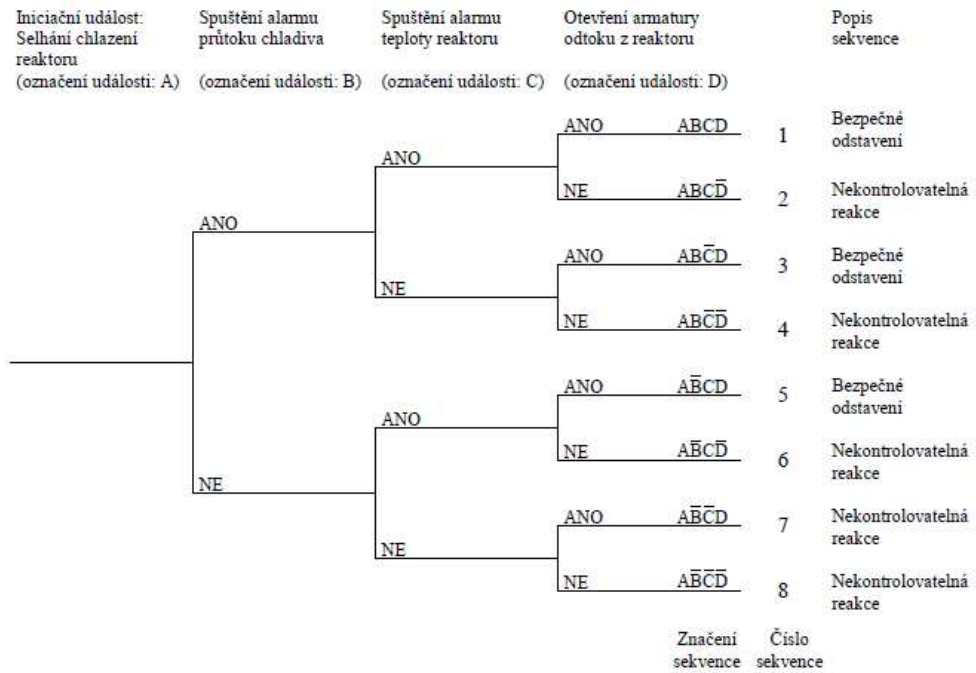 Iniciační událost:
Selhání chlazení
reaktoru
(označení události: A)
Spuštění alarmu
průtoku chladiva
(označení události: B)
Spuštění alarmu
teploty reaktoru
(označení události: C)
Otevření armatury
odtoku z reaktoru
(označení události: D)
Popis
sekvence
ANO
NE
ANO
NE
ANO
NE
ANO ABCD 1 Bezpečné
odstavení
NE ABCD̅ 2 Nekontrolovatelná
reakce
ANO ABC̅D 3 Bezpečné
odstavení
NE ABC̅D̅ 4 Nekontrolovatelná
reakce
ANO AB̅CD 5 Bezpečné
odstavení
NE AB̅CD̅ 6 Nekontrolovatelná
reakce
ANO AB̅C̅D 7 Nekontrolovatelná
reakce
NE AB̅C̅D̅ 8 Nekontrolovatelná
reakce
Značení
sekvence
Číslo
sekvence